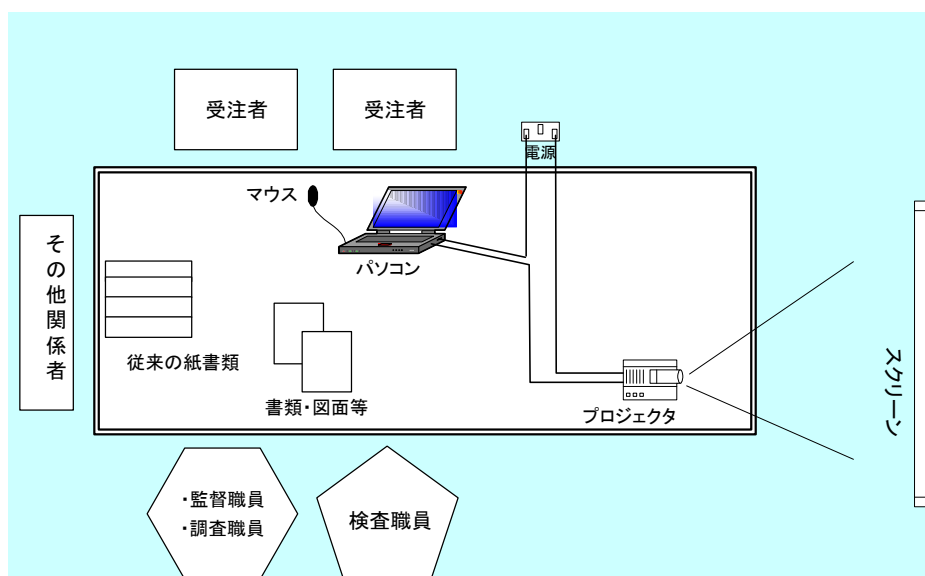 受注者
受注者
電源
マウス
パソコン
その他関係者
従来の紙書類
書類・図面等
プロジェクタ
スクリーン
・監督職員
・調査職員
検査職員